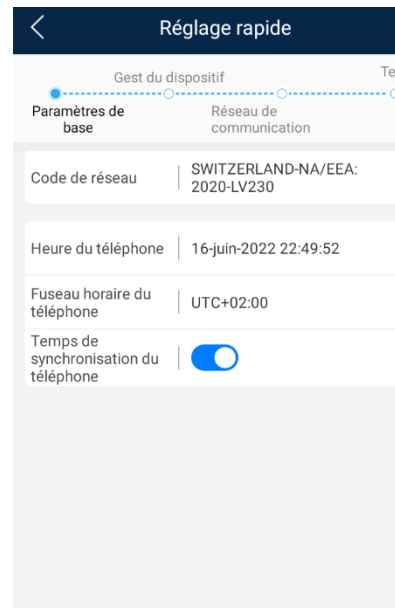 Réglage rapide
Gest du dispositif
Paramètres de
base
Réseau de
communication
Code de réseau
SWITZERLAND-NA/EEA:
2020-LV230
Heure du téléphone
16-juin-2022 22:49:52
Fuseau horaire du
téléphone
UTC+02:00
Temps de
synchronisation du
téléphone